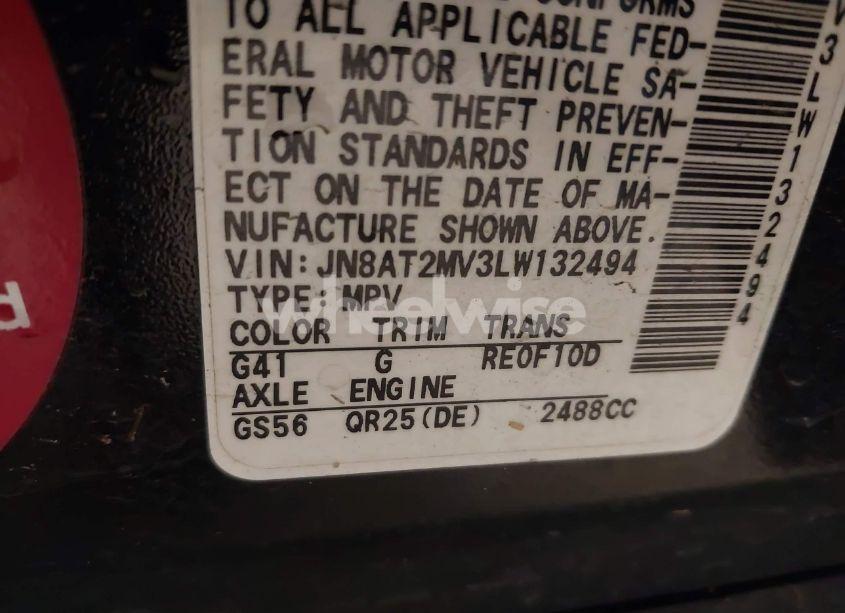 CONFORMS
TO ALL APPLICABLE FED-
ERAL MOTOR VEHICLE SA-
FETY AND THEFT PREVEN-
TION STANDARDS IN EFF-
ECT ON THE DATE OF MA-
NUFACTURE SHOWN ABOVE.
VIN:JN8AT2MV3LW132494
TYPE:MPV
COLOR TRIM TRANS
G41 G RE0F10D
AXLE ENGINE
GS56 QR25(DE) 2488CC
V3LW132494
wheelwise